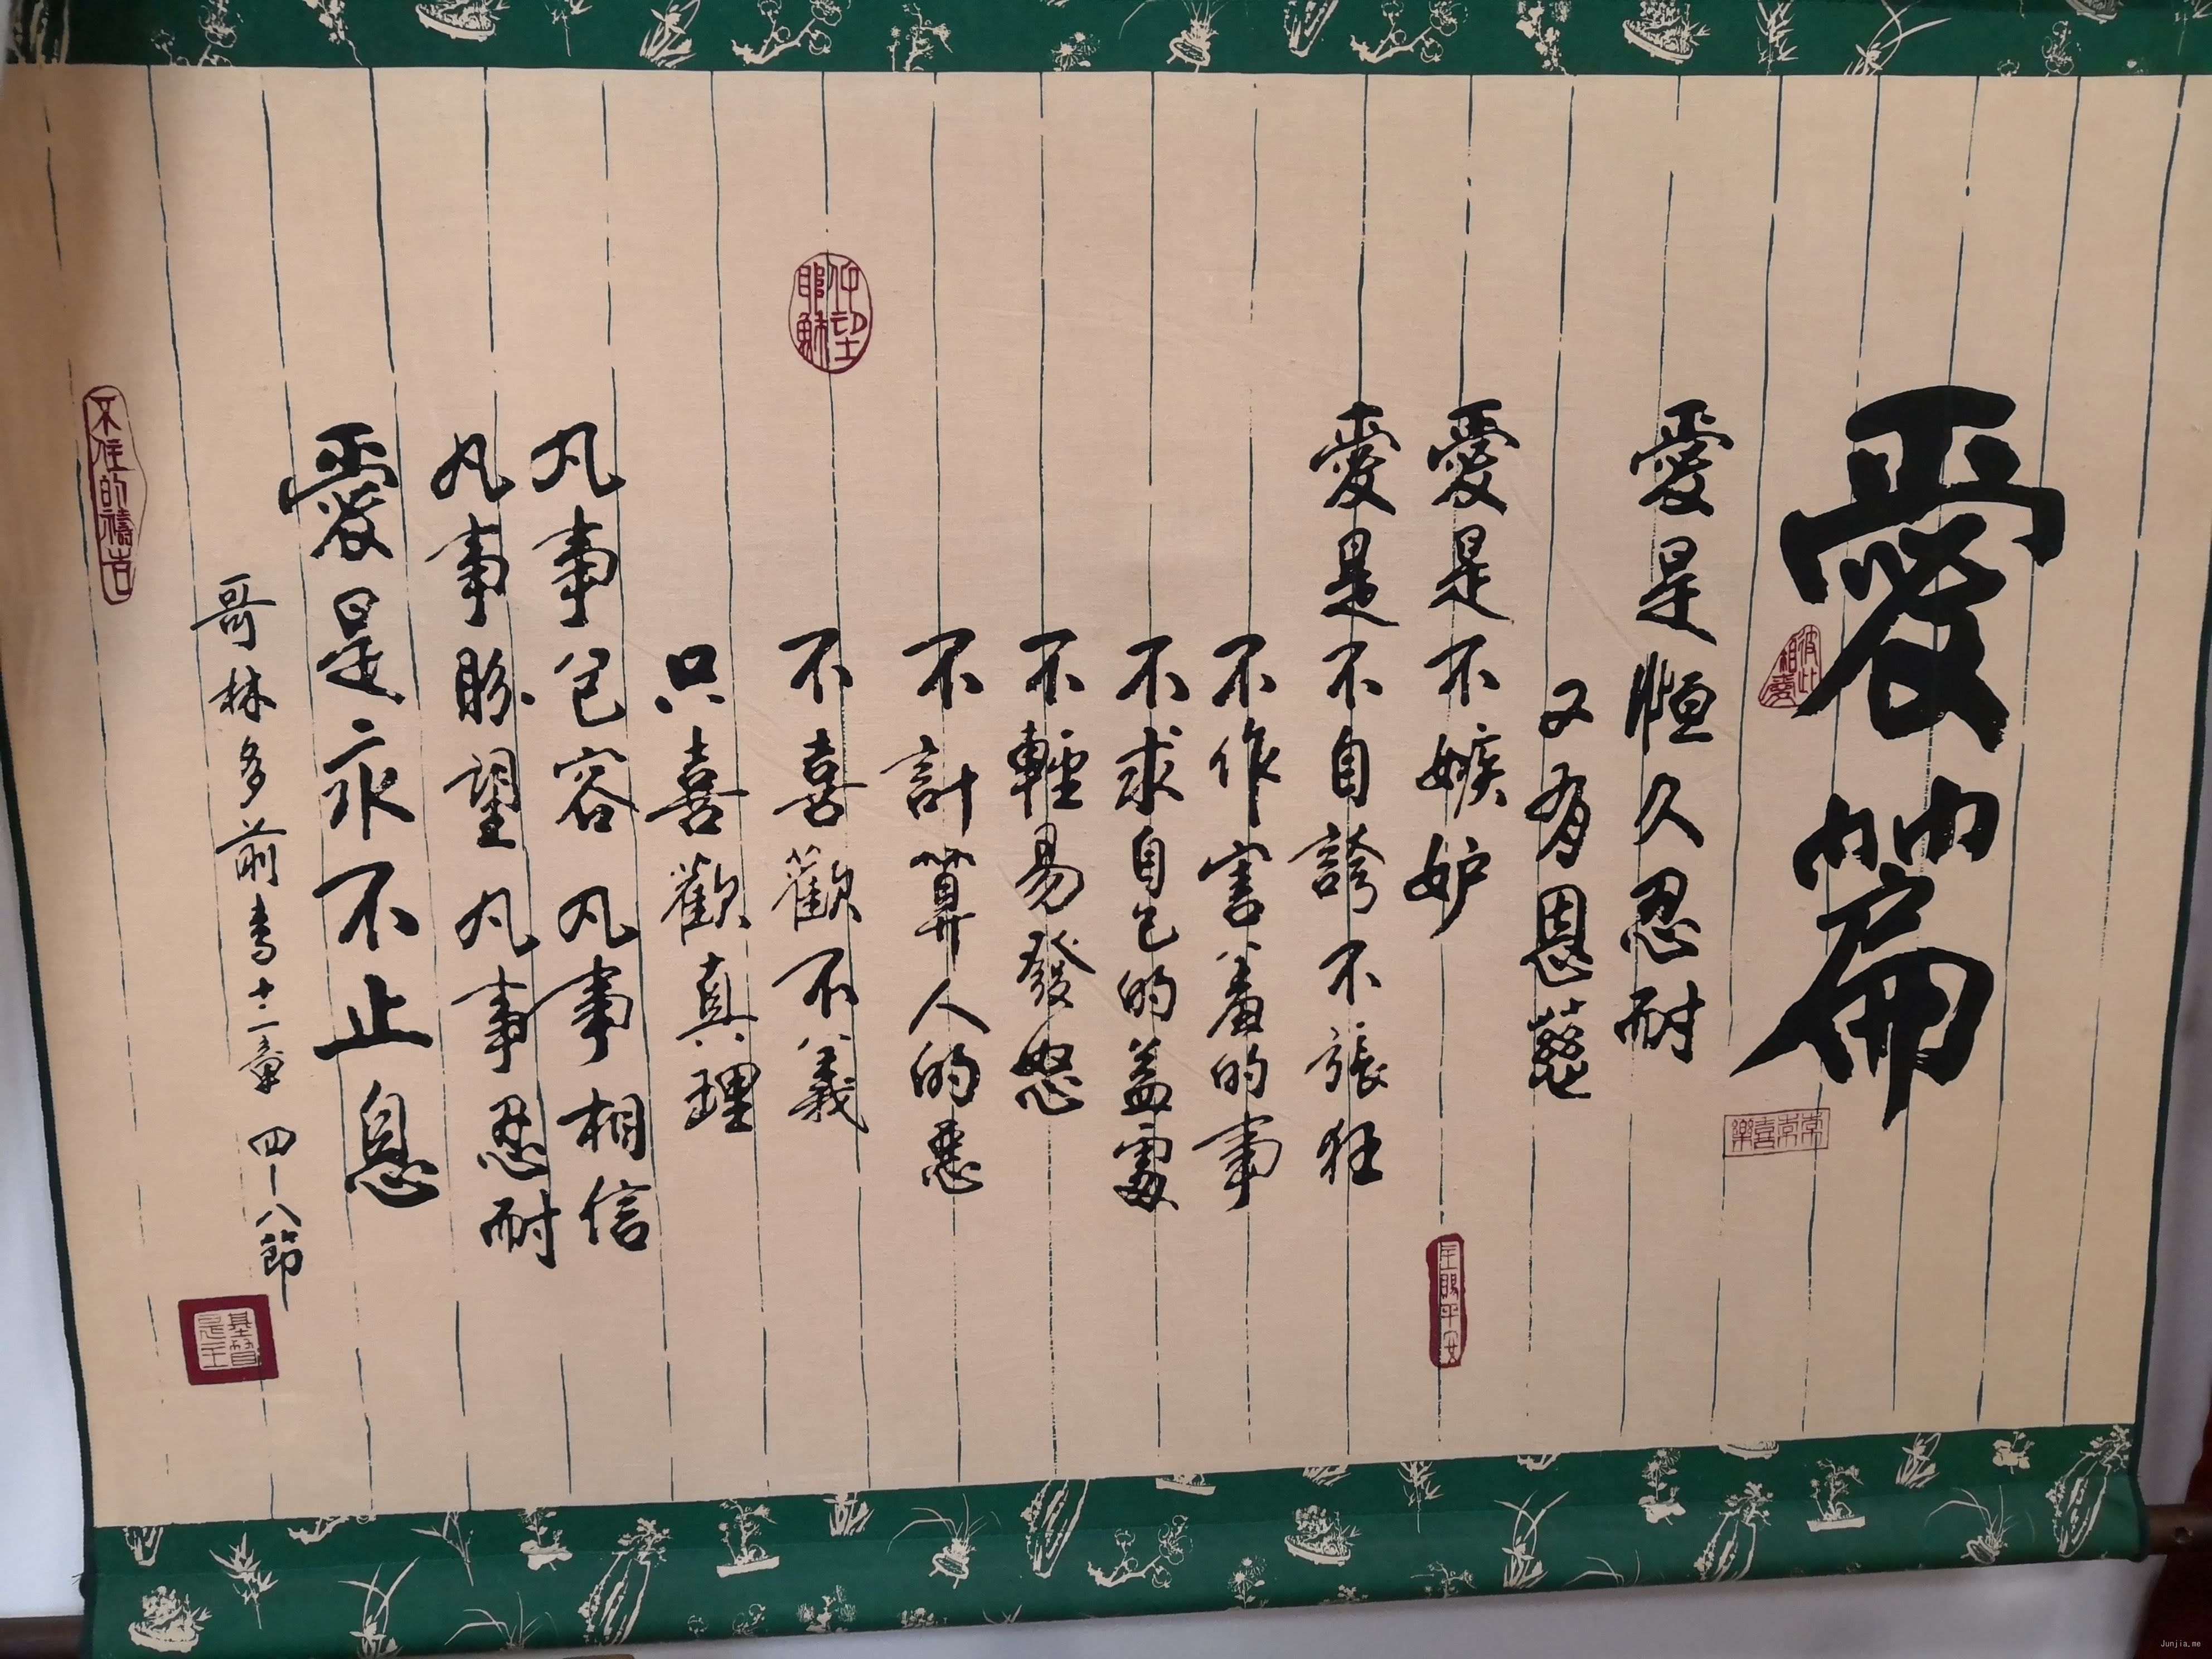 愛篇
彼此相愛
常常喜樂
愛是恒久忍耐
又有恩慈
愛是不嫉妒
主賜平安
愛是不自誇不張狂
不作害羞的事
不求自己的益處
不輕易發怒
不計算人的惡
仰望耶穌
不喜歡不義
只喜歡真理
凡事包容 凡事相信
凡事盼望 凡事忍耐
愛是永不止息
哥林多前書十三章 四-八節
基督是主
不住的禱告
Junjia.me